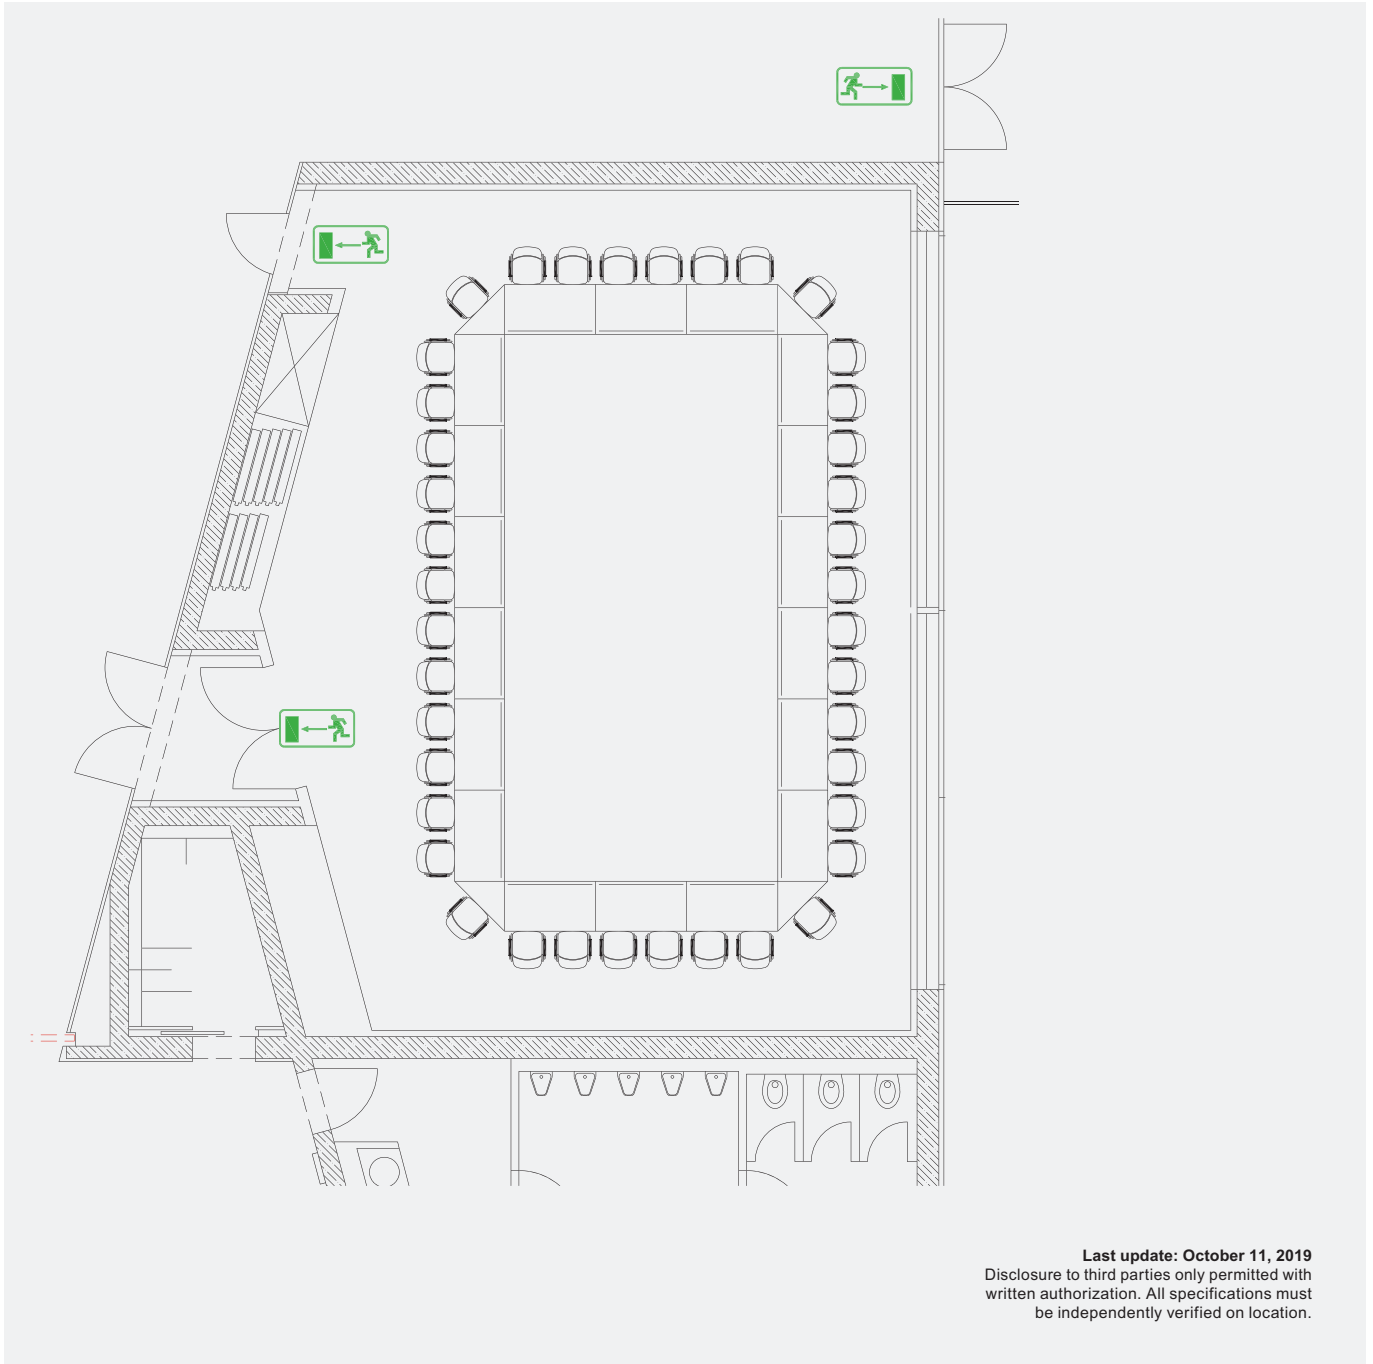 Last update: October 11, 2019
Disclosure to third parties only permitted with
written authorization. All specifications must
be independently verified on location.